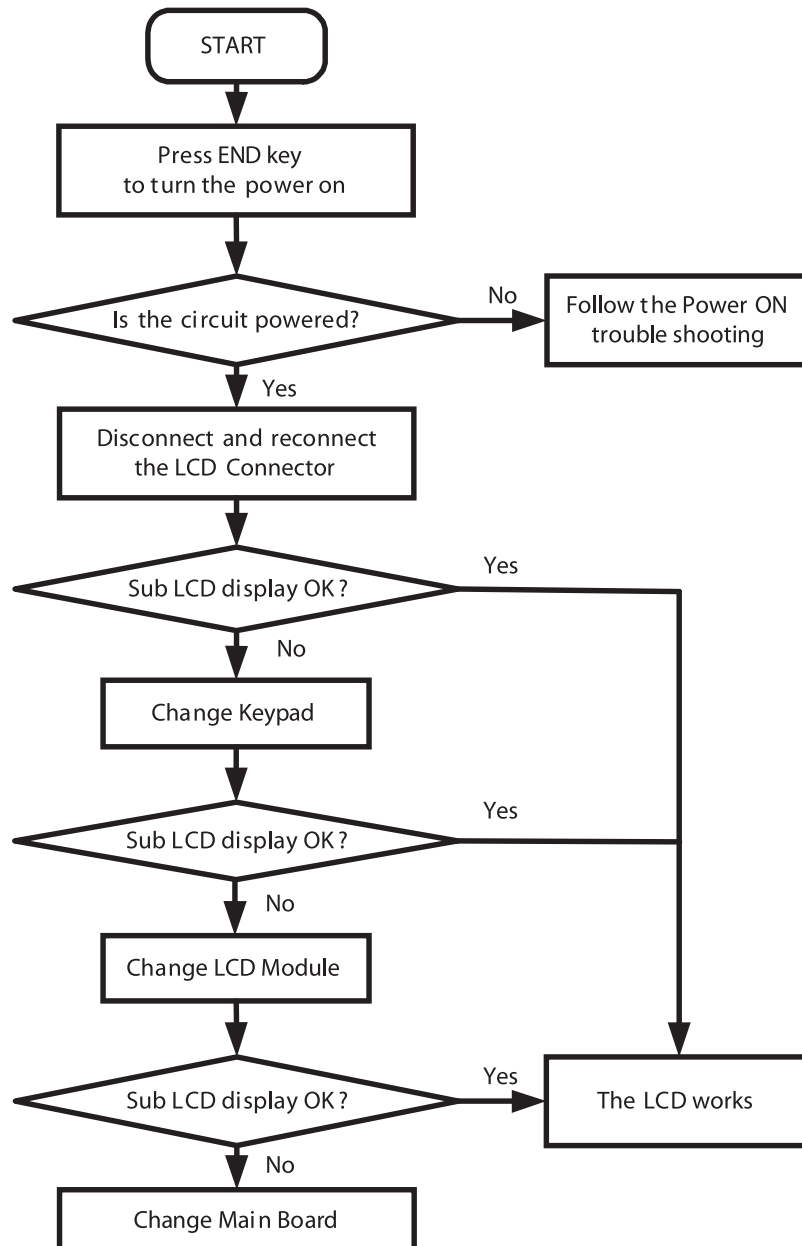 START
Press END key
to turn the power on
Is the circuit powered?
No
Follow the Power ON
trouble shooting
Yes
Disconnect and reconnect
the LCD Connector
Sub LCD display OK?
Yes
No
Change Keypad
Sub LCD display OK?
Yes
No
Change LCD Module
Sub LCD display OK?
Yes
The LCD works
No
Change Main Board